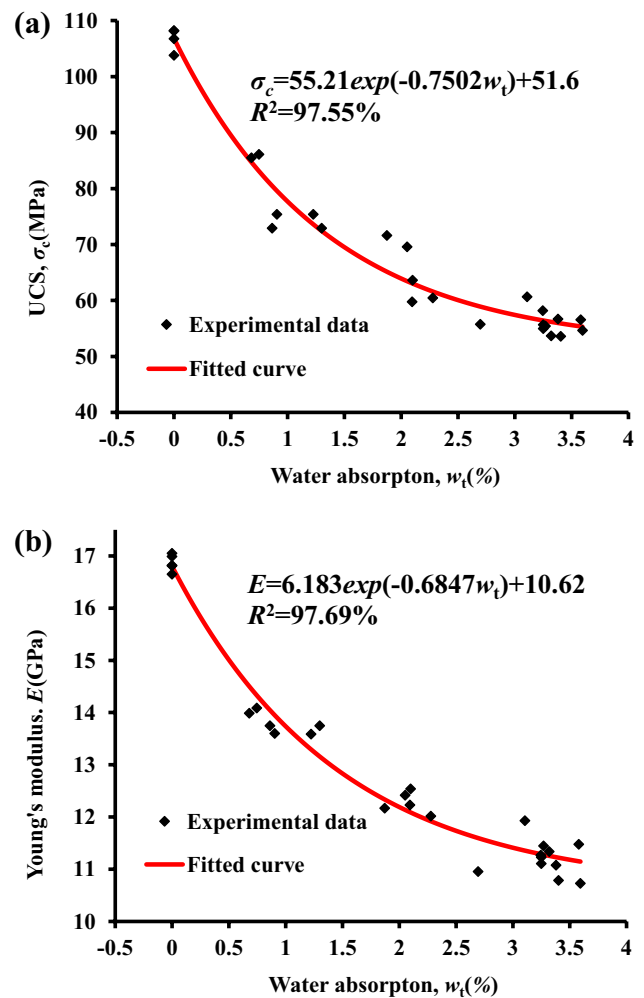 (a)
110
100
90
80
70
60
50
40
UCS, σc(MPa)
σc=55.21exp(-0.7502wt)+51.6
R²=97.55%
Experimental data
Fitted curve
-0.5 0 0.5 1 1.5 2 2.5 3 3.5 4
Water absorpton, wt(%)
(b)
17
16
15
14
13
12
11
10
Young's modulus. E(GPa)
E=6.183exp(-0.6847wt)+10.62
R²=97.69%
Experimental data
Fitted curve
-0.5 0 0.5 1 1.5 2 2.5 3 3.5 4
Water absorpton, wt(%)